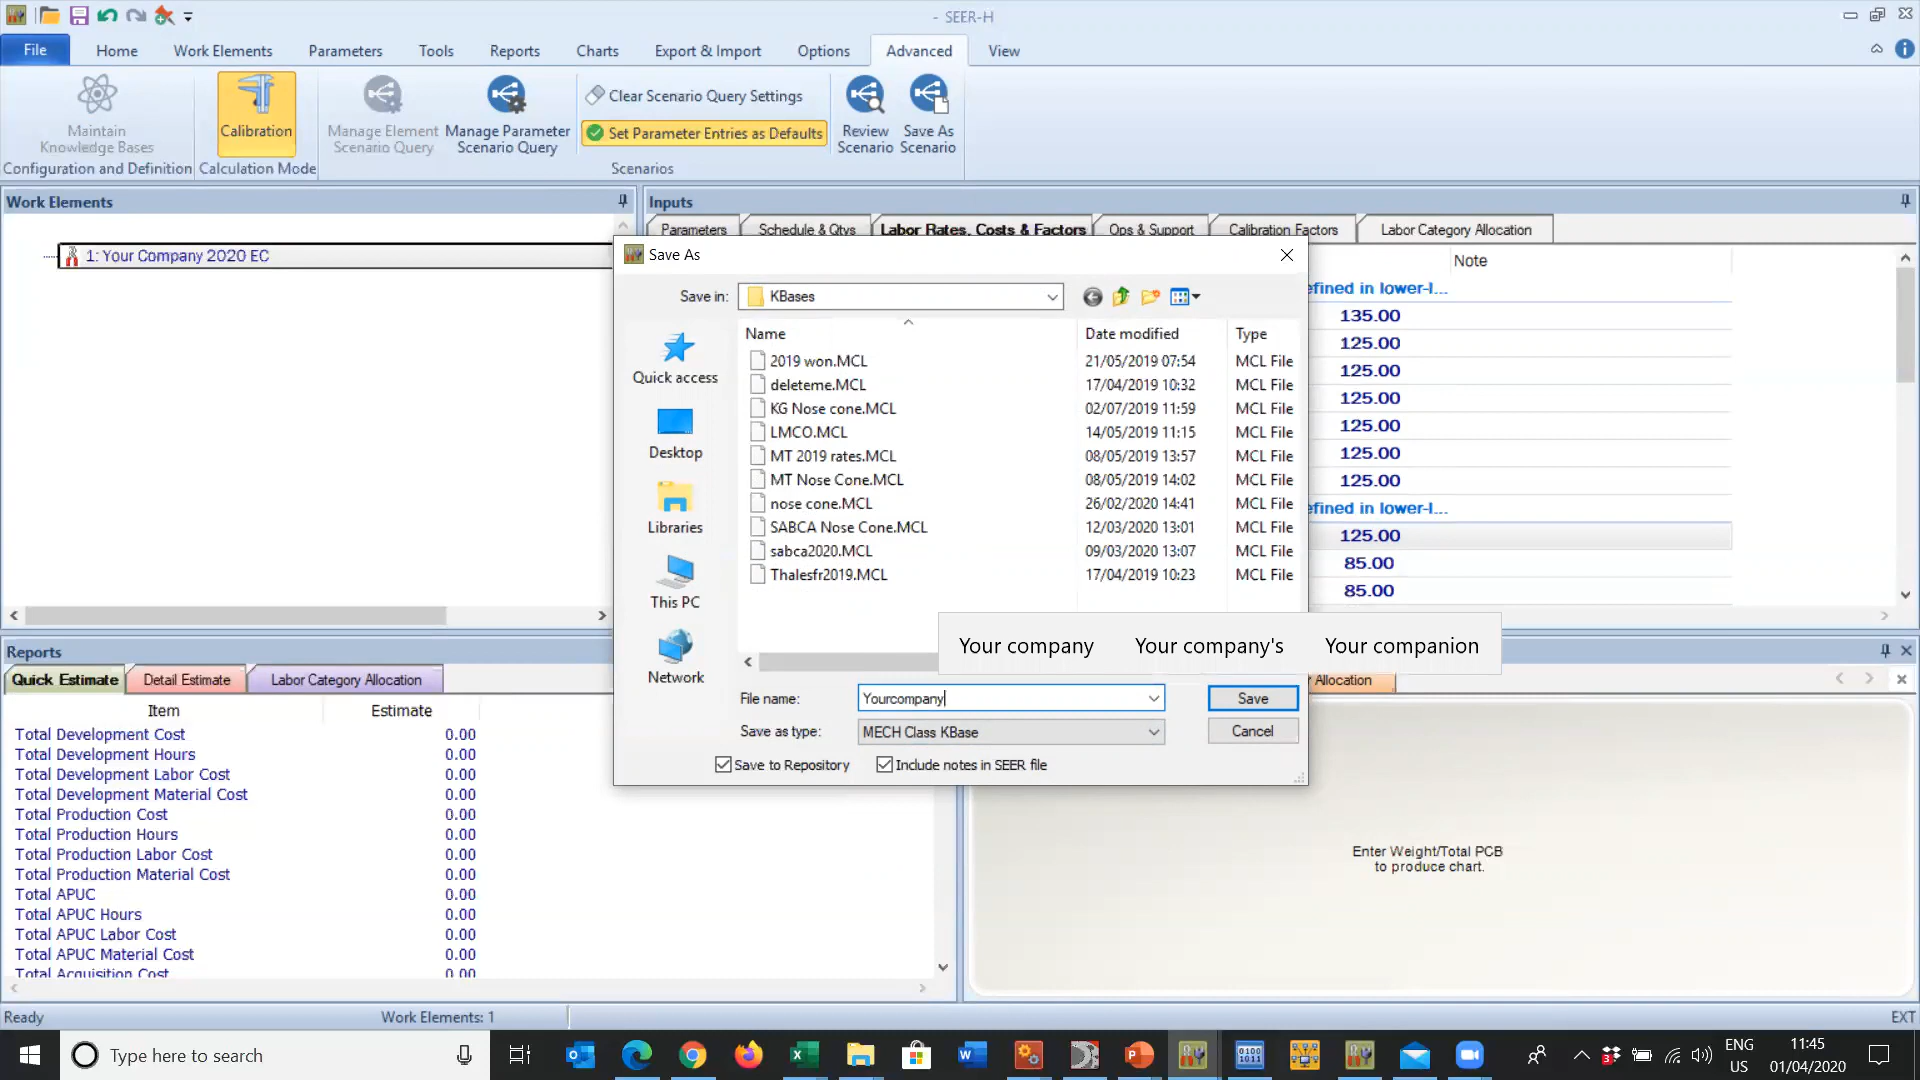 - SEER-H
File
Home
Work Elements
Parameters
Tools
Reports
Charts
Export & Import
Options
Advanced
View
Maintain
Knowledge Bases
Calibration
Manage Element
Scenario Query
Manage Parameter
Scenario Query
Clear Scenario Query Settings
Set Parameter Entries as Defaults
Review
Scenario
Save As
Scenario
Configuration and Definition
Calculation Mode
Scenarios
Work Elements
1: Your Company 2020 EC
Inputs
Parameters
Schedule & Qtys
Labor Rates, Costs & Factors
Ops & Support
Calibration Factors
Labor Category Allocation
Note
efined in lower-l...
135.00
125.00
125.00
125.00
125.00
125.00
125.00
efined in lower-l...
125.00
85.00
85.00
Save As
Save in:
KBases
Quick access
Desktop
Libraries
This PC
Network
Name Date modified Type
2019 won.MCL 21/05/2019 07:54 MCL File
deleteme.MCL 17/04/2019 10:32 MCL File
KG Nose cone.MCL 02/07/2019 11:59 MCL File
LMCO.MCL 14/05/2019 11:15 MCL File
MT 2019 rates.MCL 08/05/2019 13:57 MCL File
MT Nose Cone.MCL 08/05/2019 14:02 MCL File
nose cone.MCL 26/02/2020 14:41 MCL File
SABCA Nose Cone.MCL 12/03/2020 13:01 MCL File
sabca2020.MCL 09/03/2020 13:07 MCL File
Thalesfr2019.MCL 17/04/2019 10:23 MCL File
Your company Your company's Your companion
File name:
Yourcompany
Save
Save as type:
MECH Class KBase
Cancel
Save to Repository
Include notes in SEER file
Reports
Quick Estimate
Detail Estimate
Labor Category Allocation
Item Estimate
Total Development Cost 0.00
Total Development Hours 0.00
Total Development Labor Cost 0.00
Total Development Material Cost 0.00
Total Production Cost 0.00
Total Production Hours 0.00
Total Production Labor Cost 0.00
Total Production Material Cost 0.00
Total APUC 0.00
Total APUC Hours 0.00
Total APUC Labor Cost 0.00
Total APUC Material Cost 0.00
Total Acquisition Cost 0.00
Allocation
Enter Weight/Total PCB
to produce chart.
Ready
Work Elements: 1
EXT
Type here to search
ENG
US
11:45
01/04/2020